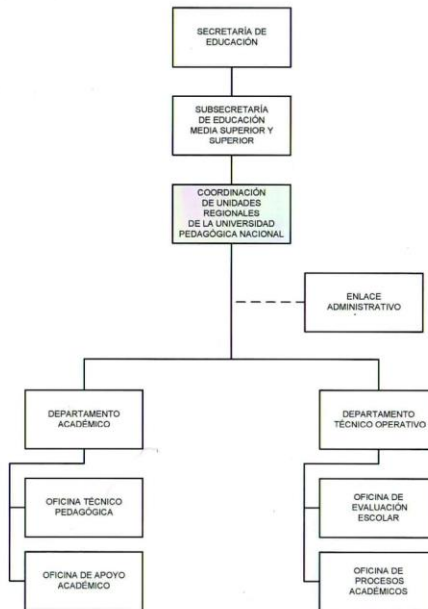 SECRETARÍA DE
EDUCACIÓN
SUBSECRETARÍA
DE EDUCACIÓN
MEDIA SUPERIOR Y
SUPERIOR
COORDINACIÓN
DE UNIDADES
REGIONALES
DE LA UNIVERSIDAD
PEDAGÓGICA NACIONAL
ENLACE
ADMINISTRATIVO
DEPARTAMENTO
ACADÉMICO
DEPARTAMENTO
TÉCNICO OPERATIVO
OFICINA TÉCNICO
PEDAGÓGICA
OFICINA DE
EVALUACIÓN
ESCOLAR
OFICINA DE APOYO
ACADÉMICO
OFICINA DE
PROCESOS
ACADÉMICOS